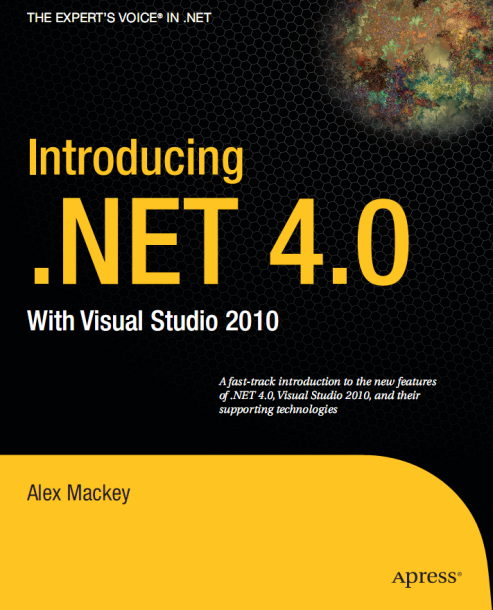 THE EXPERT'S VOICE® IN .NET
Introducing
.NET 4.0
With Visual Studio 2010
A fast-track introduction to the new features
of .NET 4.0, Visual Studio 2010, and their
supporting technologies
Alex Mackey
Apress®